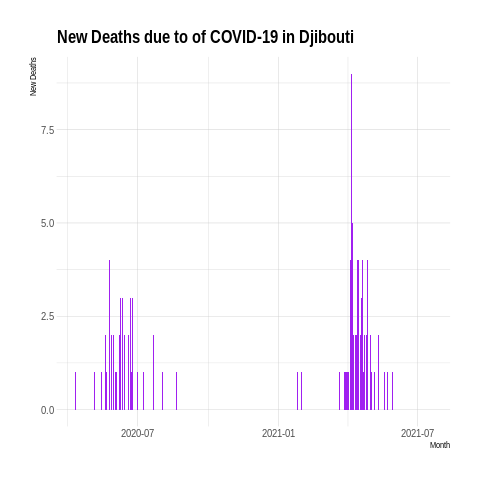 New Deaths due to of COVID-19 in Djibouti
New Deaths
7.5
5.0
2.5
0.0
2020-07
2021-01
2021-07
Month